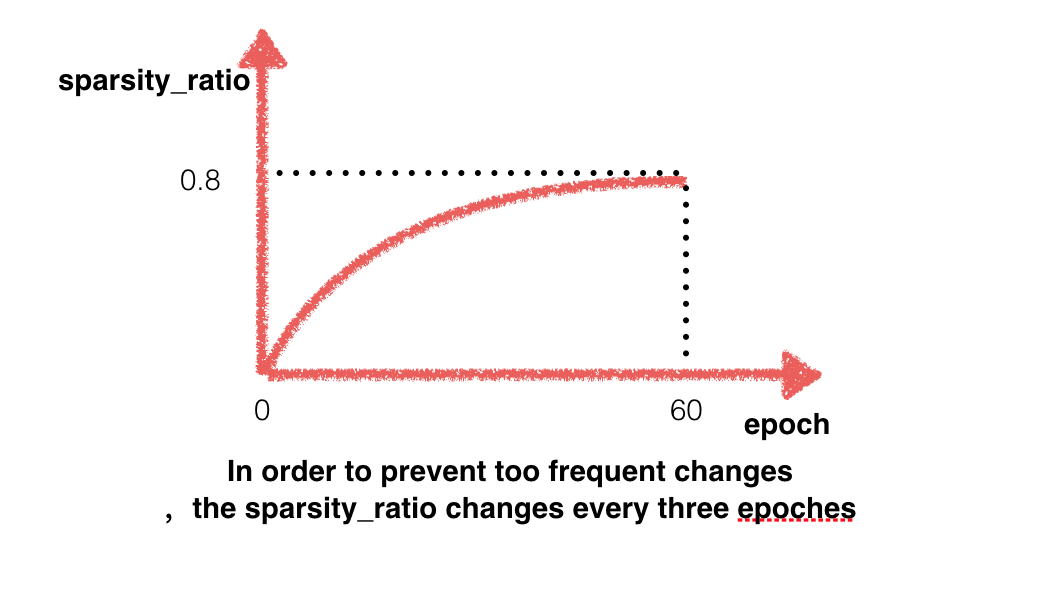 sparsity_ratio
0.8
0
60
epoch
In order to prevent too frequent changes
， the sparsity_ratio changes every three epoches